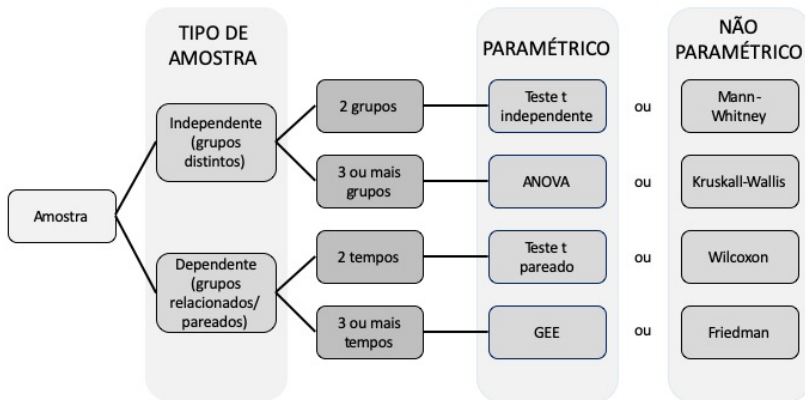 TIPO DE
AMOSTRA
PARAMÉTRICO
NÃO
PARAMÉTRICO
Amostra
Independente
(grupos
distintos)
2 grupos
Teste t
independente
ou
Mann-
Whitney
3 ou mais
grupos
ANOVA
ou
Kruskall-Wallis
Dependente
(grupos
relacionados/
pareados)
2 tempos
Teste t
pareado
ou
Wilcoxon
3 ou mais
tempos
GEE
ou
Friedman